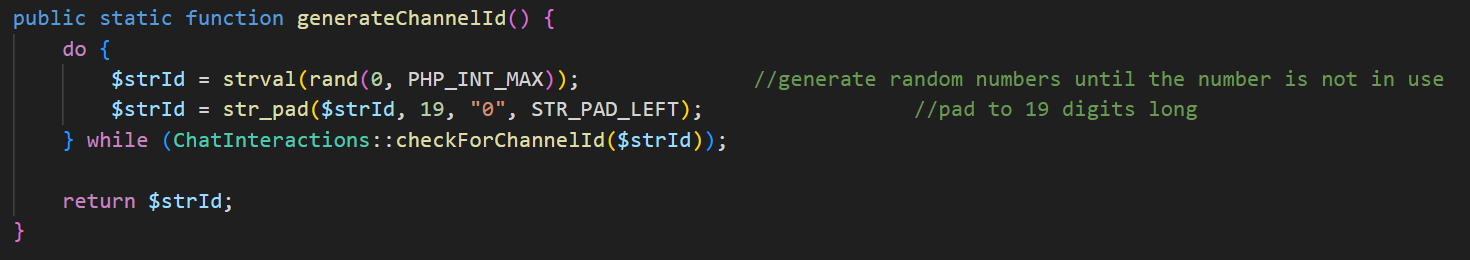 public static function generateChannelId() {
    do {
        $strId = strval(rand(0, PHP_INT_MAX));              //generate random numbers until the number is not in use
        $strId = str_pad($strId, 19, "0", STR_PAD_LEFT);                 //pad to 19 digits long
    } while (ChatInteractions::checkForChannelId($strId));
    return $strId;
}